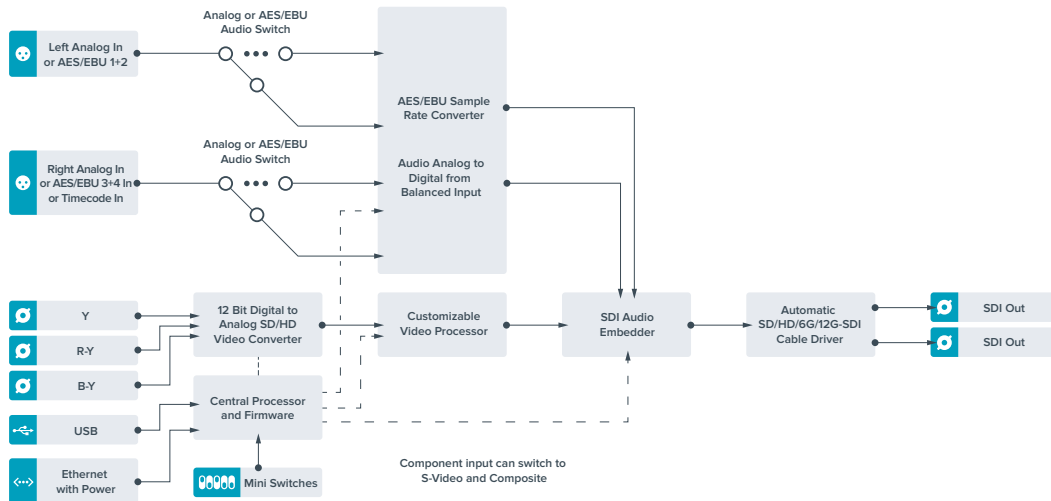 Analog or AES/EBU
Audio Switch
Left Analog In
or AES/EBU 1+2
AES/EBU Sample
Rate Converter
Analog or AES/EBU
Audio Switch
Right Analog In
or AES/EBU 3+4 In
or Timecode In
Audio Analog to
Digital from
Balanced Input
Y
R-Y
B-Y
12 Bit Digital to
Analog SD/HD
Video Converter
Customizable
Video Processor
SDI Audio
Embedder
Automatic
SD/HD/6G/12G-SDI
Cable Driver
SDI Out
SDI Out
Central Processor
and Firmware
USB
Ethernet
with Power
Mini Switches
Component input can switch to
S-Video and Composite